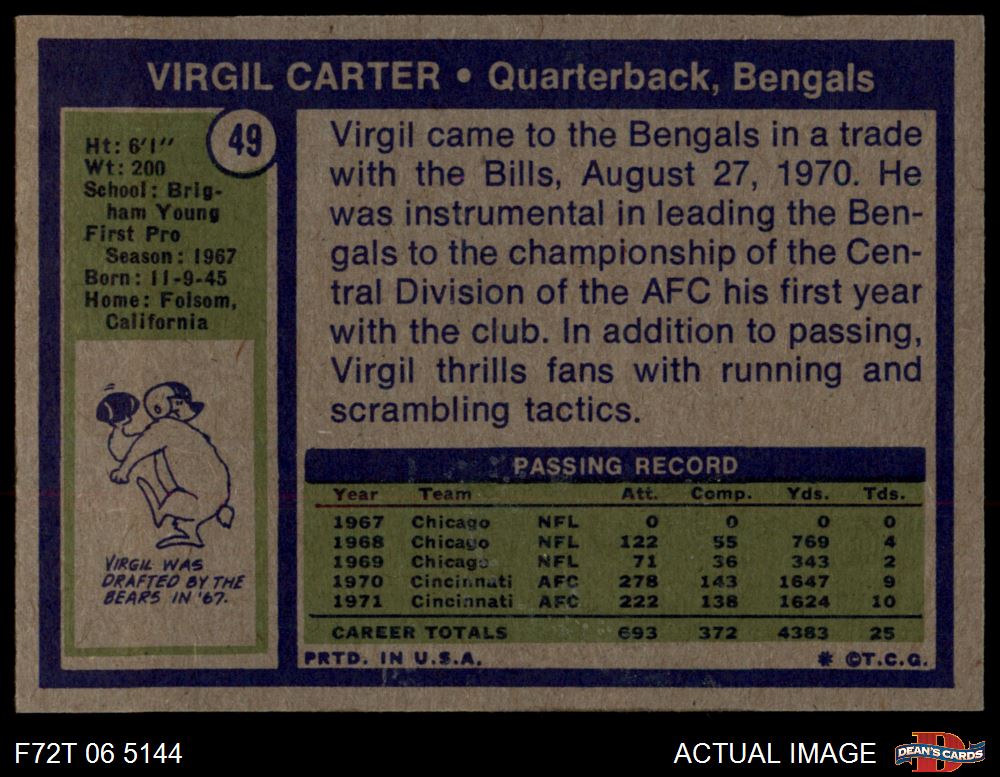 VIRGIL CARTER • Quarterback, Bengals
49
Ht: 6'1"
Wt: 200
School: Brig-
ham Young
First Pro
Season: 1967
Born: 11-9-45
Home: Folsom,
California
VIRGIL WAS
DRAFTED BY THE
BEARS IN '67.
Virgil came to the Bengals in a trade
with the Bills, August 27, 1970. He
was instrumental in leading the Ben-
gals to the championship of the Cen-
tral Division of the AFC his first year
with the club. In addition to passing,
Virgil thrills fans with running and
scrambling tactics.
PASSING RECORD
Year Team Att. Comp. Yds. Tds.
1967 Chicago NFL 0 0 0 0
1968 Chicago NFL 122 55 769 4
1969 Chicago NFL 71 36 343 2
1970 Cincinnati AFC 278 143 1647 9
1971 Cincinnati AFC 222 138 1624 10
CAREER TOTALS 693 372 4383 25
PRTD. IN U.S.A. * ©T.C.G.
F72T 06 5144 ACTUAL IMAGE DEAN'S CARDS